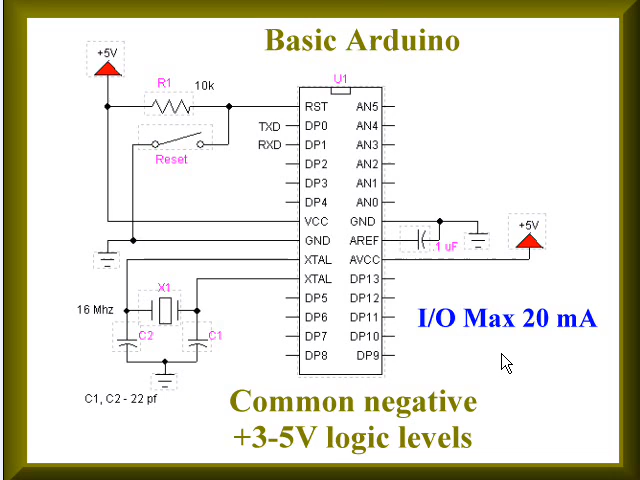 Basic Arduino
+5V
R1
10k
U1
RST
AN5
TXD
DP0
AN4
RXD
DP1
AN3
Reset
DP2
AN2
DP3
AN1
DP4
AN0
VCC
GND
+5V
GND
AREF
1 uF
XTAL
AVCC
XTAL
DP13
X1
DP5
DP12
16 Mhz
DP6
DP11
I/O Max 20 mA
C2
C1
DP7
DP10
DP8
DP9
C1, C2 - 22 pf
Common negative
+3-5V logic levels